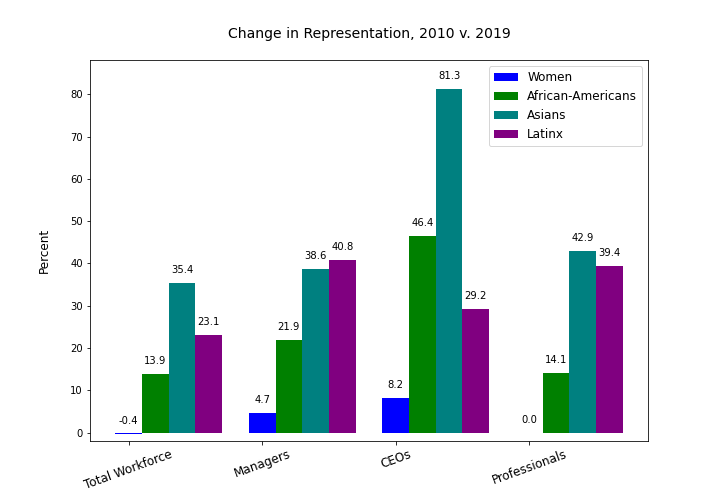 Change in Representation, 2010 v. 2019
Women
African-Americans
Asians
Latinx
Percent
80
70
60
50
40
30
20
10
0
-0.4
13.9
35.4
23.1
4.7
21.9
38.6
40.8
8.2
46.4
81.3
29.2
0.0
14.1
42.9
39.4
Total Workforce
Managers
CEOs
Professionals